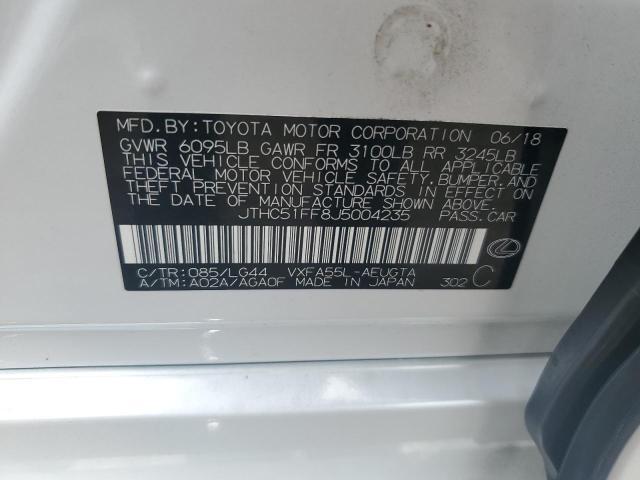 MFD.BY:TOYOTA MOTOR CORPORATION 06/18
GVWR 6095LB GAWR FR 3100LB RR 3245LB
THIS VEHICLE CONFORMS TO ALL APPLICABLE
FEDERAL MOTOR VEHICLE SAFETY,BUMPER,AND
THEFT PREVENTION STANDARDS IN EFFECT ON
THE DATE OF MANUFACTURE SHOWN ABOVE.
JTHC51FF8J5004235 PASS.CAR
C/TR:085/LG44 VXFA55L-AEUGTA
A/TM:A02A/AGA0F MADE IN JAPAN 302 C